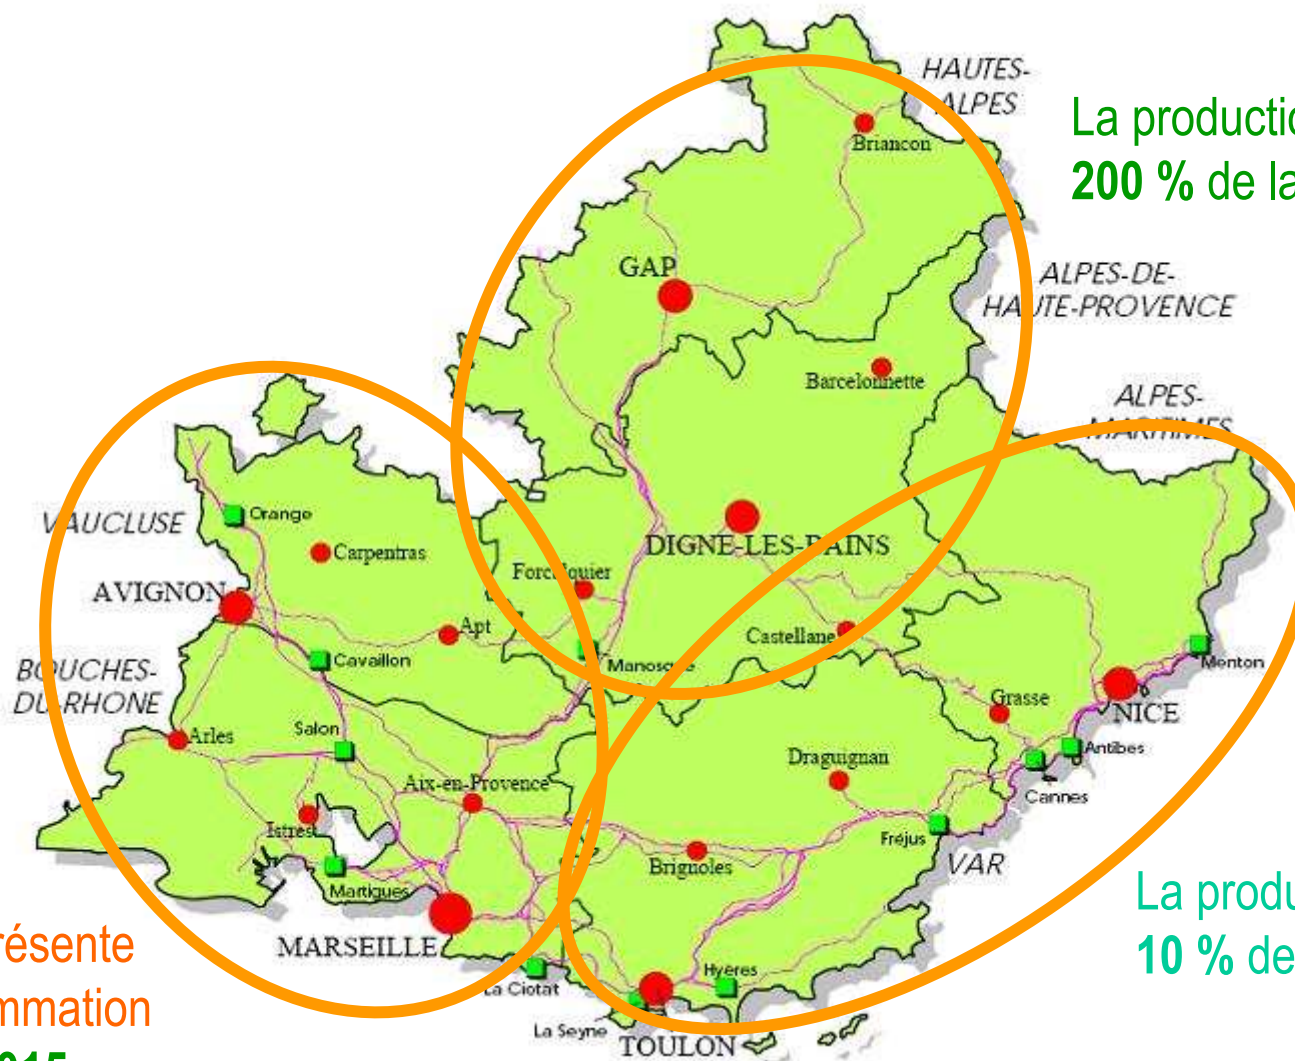 HAUTES-
ALPES
La producti
200 % de la
Briancon
GAP
ALPES-DE-
HAUTE-PROVENCE
Barcelonnette
ALPES-
MARITIMES
VAUCLUSE
Orange
Carpentras
DIGNE-LES-BAINS
AVIGNON
Forcalquier
Apt
Castellane
Cavaillon
Manosque
Menton
BOUCHES-
DU-RHONE
Grasse
NICE
Arles
Salon
Antibes
Draguignan
Aix-en-Provence
Cannes
Istres
Fréjus
Brignoles
VAR
Martigues
La produ
10 % de
MARSEILLE
résente
mmation
015
La Ciotat
Hyères
La Seyne
TOULON